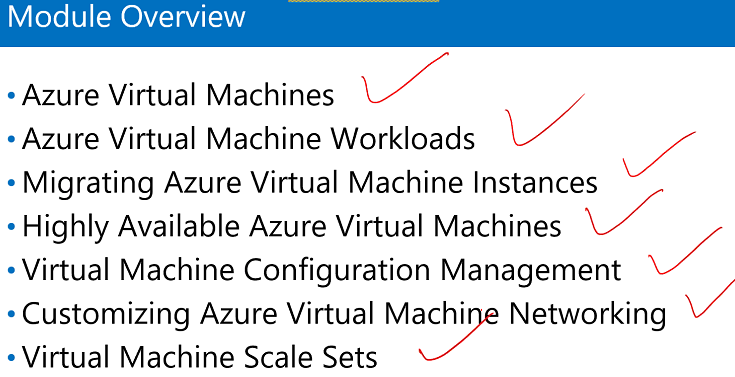 Module Overview
• Azure Virtual Machines
• Azure Virtual Machine Workloads
• Migrating Azure Virtual Machine Instances
• Highly Available Azure Virtual Machines
• Virtual Machine Configuration Management
• Customizing Azure Virtual Machine Networking
• Virtual Machine Scale Sets